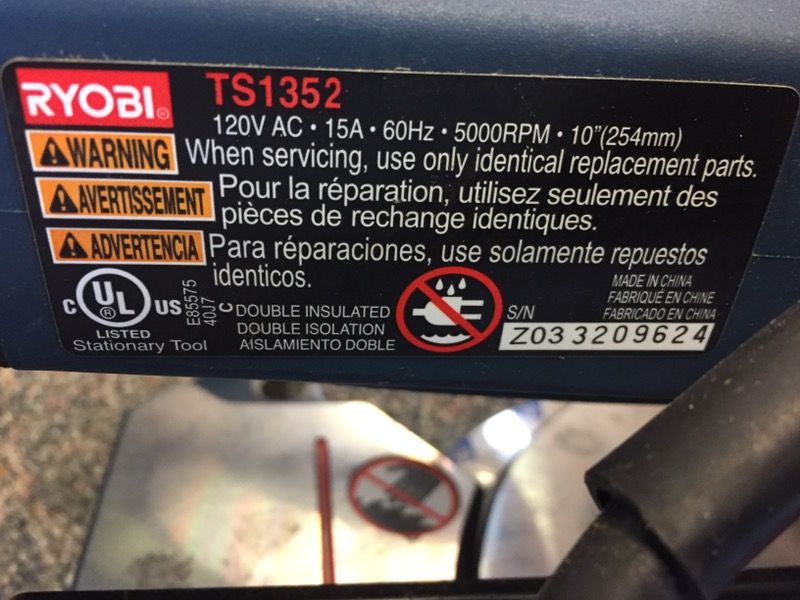 RYOBI®
TS1352
120V AC • 15A • 60Hz • 5000RPM • 10"(254mm)
WARNING When servicing, use only identical replacement parts.
AVERTISSEMENT Pour la réparation, utilisez seulement des
pièces de rechange identiques.
ADVERTENCIA Para réparaciones, use solamente repuestos
identicos.
C UL® US
LISTED
Stationary Tool
E85575
40J7
C DOUBLE INSULATED
DOUBLE ISOLATION
AISLAMIENTO DOBLE
MADE IN CHINA
FABRIQUÉ EN CHINE
FABRICADO EN CHINA
S/N
Z033209624